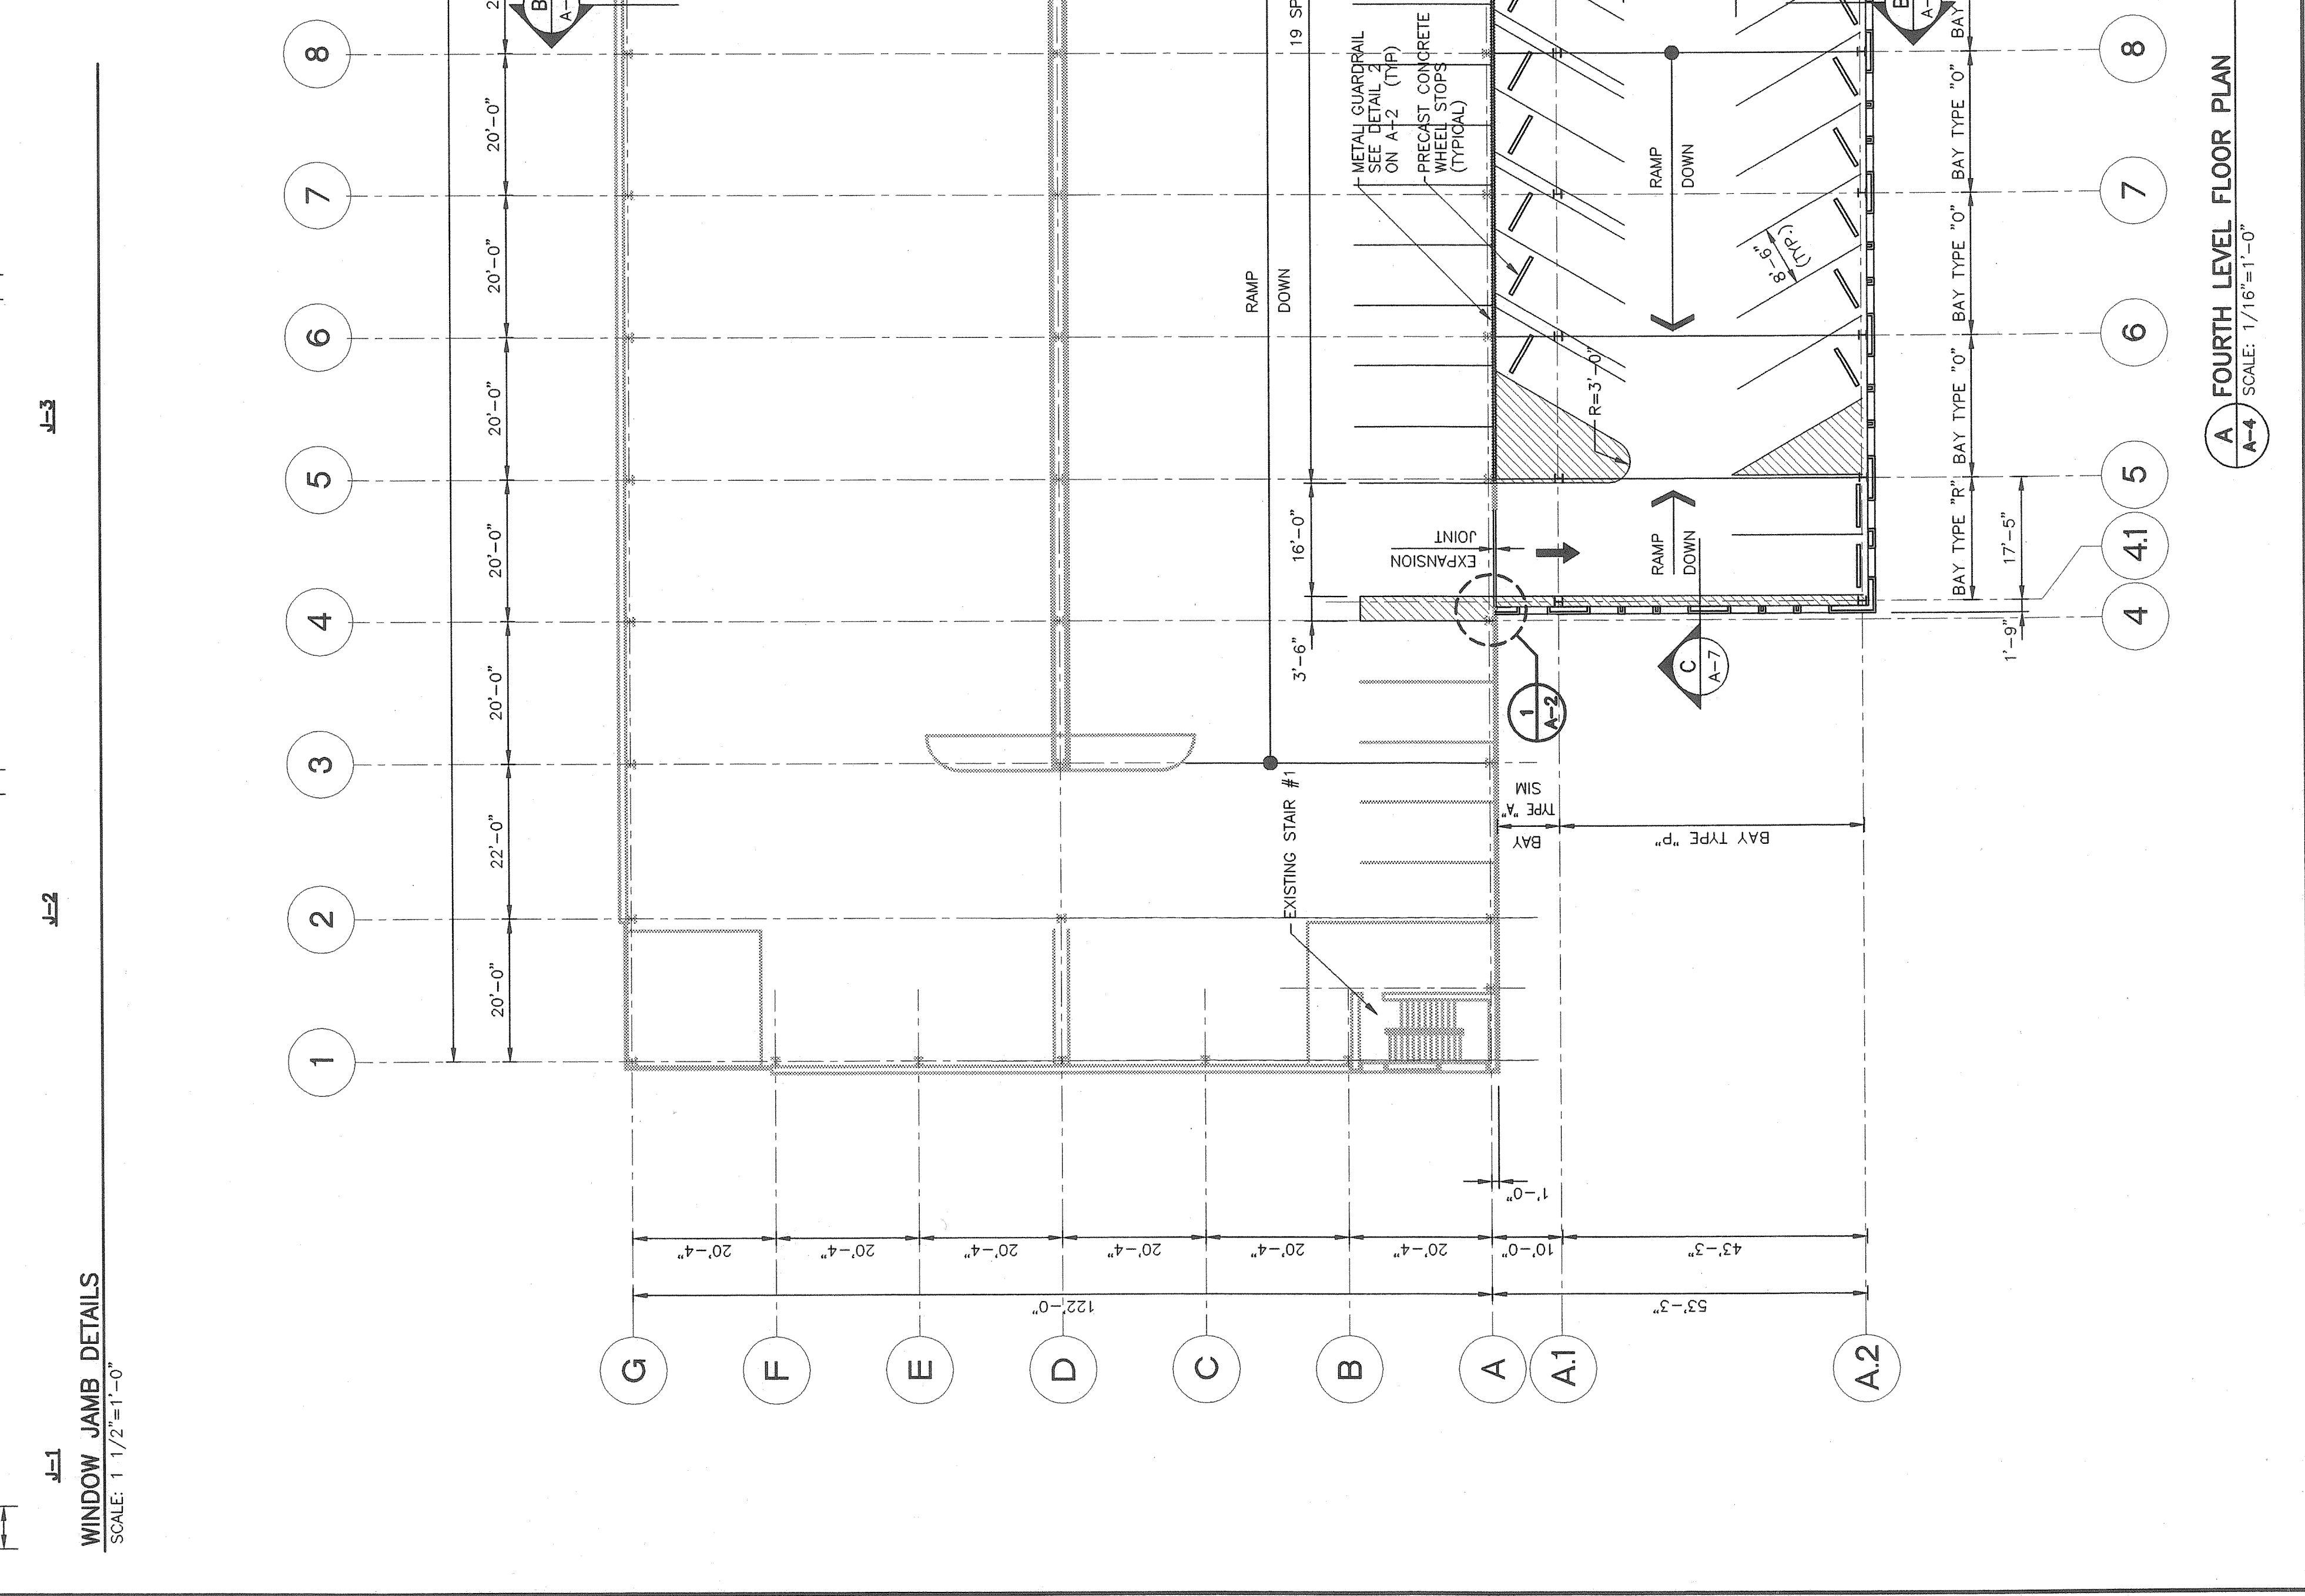 J-1
J-2
J-3
WINDOW JAMB DETAILS
SCALE: 1 1/2"=1'-0"
1
2
3
4
5
6
7
8
20'-0"
22'-0"
20'-0"
20'-0"
20'-0"
20'-0"
20'-0"
B
G
F
E
D
C
B
A
A.1
A.2
20'-4"
20'-4"
20'-4"
20'-4"
20'-4"
20'-4"
10'-0"
43'-3"
122'-0"
53'-3"
1'-0"
EXISTING STAIR #1
RAMP
DOWN
3'-6"
16'-0"
19 SP
METAL GUARDRAIL
SEE DETAIL 2
ON A-2 (TYP)
PRECAST CONCRETE
WHEEL STOPS
(TYPICAL)
EXPANSION
JOINT
1
A-2
BAY
TYPE "A"
SIM
BAY TYPE "P"
C
A-7
RAMP
DOWN
R=3'-0"
RAMP
DOWN
8'-6"
(TYP.)
B
BAY TYPE "R"
BAY TYPE "O"
BAY TYPE "O"
BAY TYPE "O"
BAY TYPE "O"
BAY
1'-9"
17'-5"
4
4.1
5
6
7
8
A
A-4
FOURTH LEVEL FLOOR PLAN
SCALE: 1/16"=1'-0"